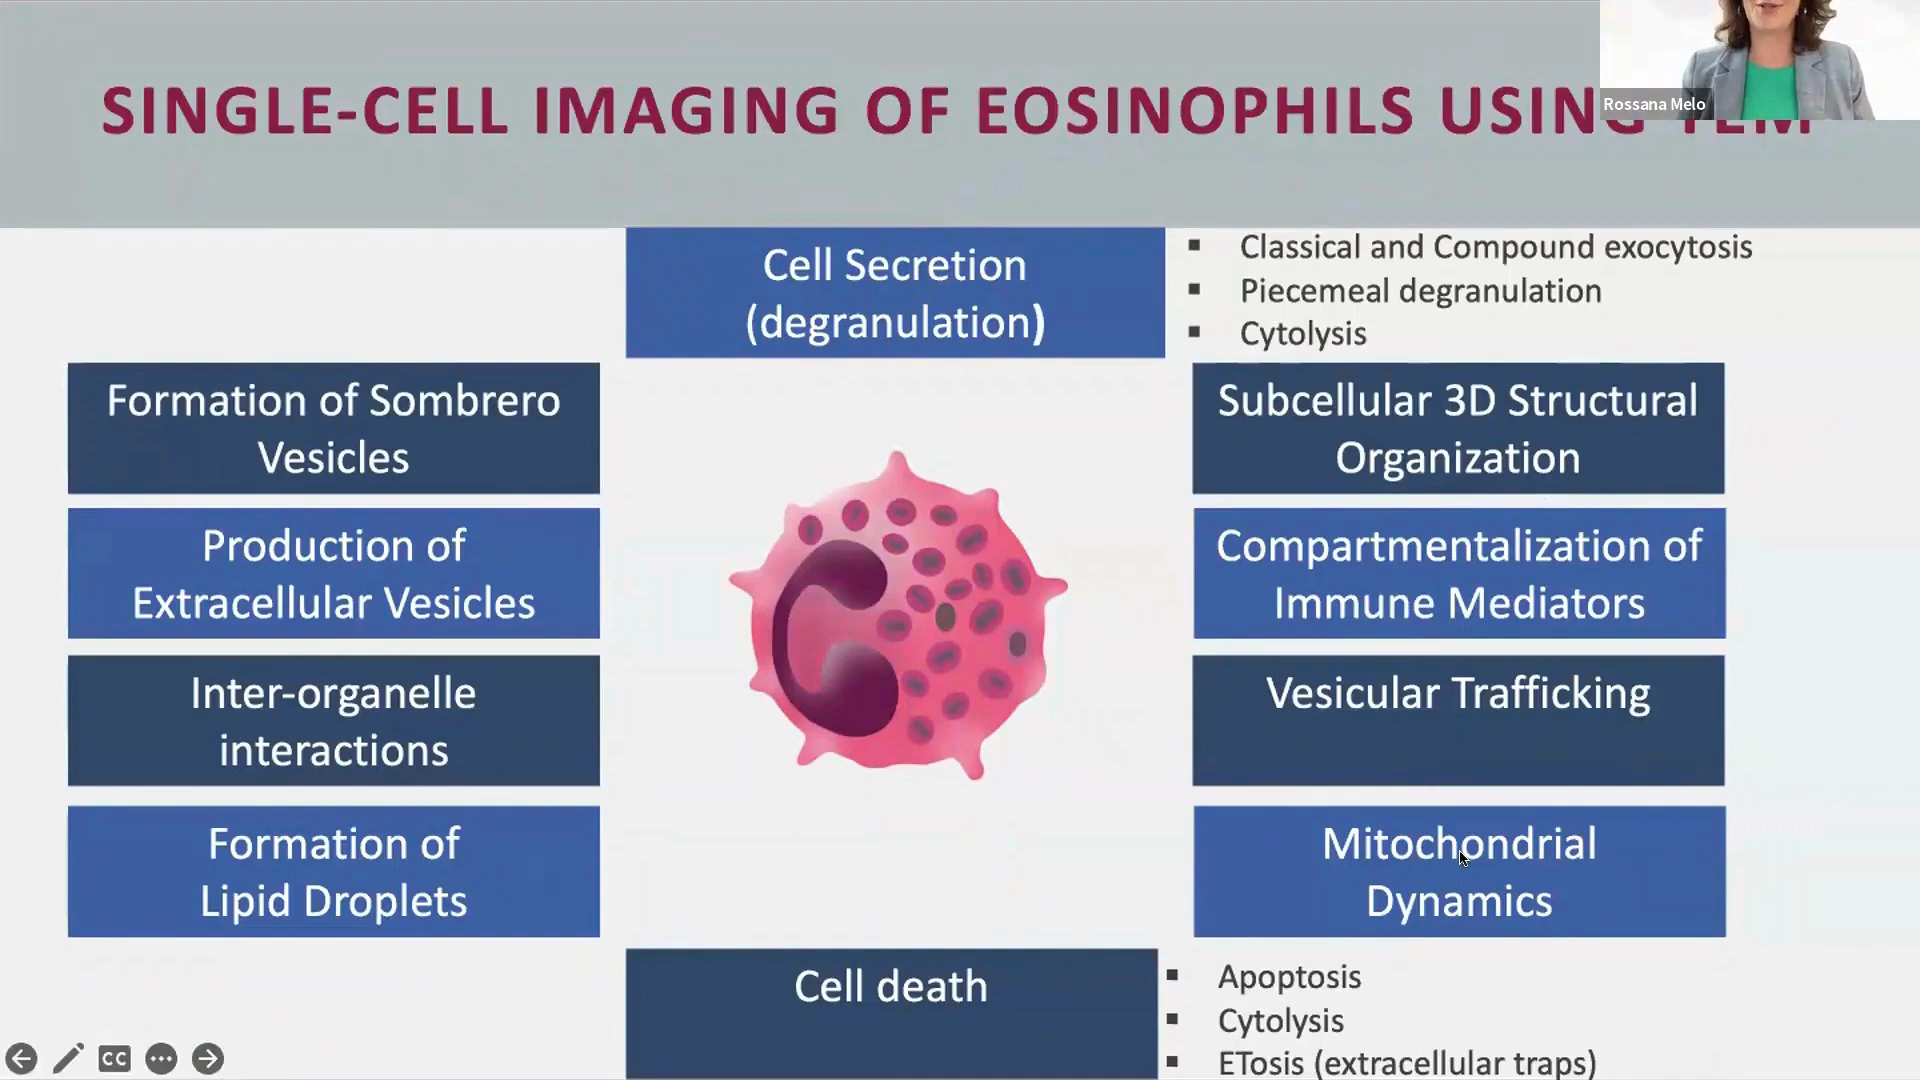 SINGLE-CELL IMAGING OF EOSINOPHILS USING TEM
Rossana Melo
Cell Secretion
(degranulation)
▪ Classical and Compound exocytosis
▪ Piecemeal degranulation
▪ Cytolysis
Formation of Sombrero
Vesicles
Production of
Extracellular Vesicles
Inter-organelle
interactions
Formation of
Lipid Droplets
Subcellular 3D Structural
Organization
Compartmentalization of
Immune Mediators
Vesicular Trafficking
Mitochondrial
Dynamics
Cell death
▪ Apoptosis
▪ Cytolysis
▪ ETosis (extracellular traps)
CC